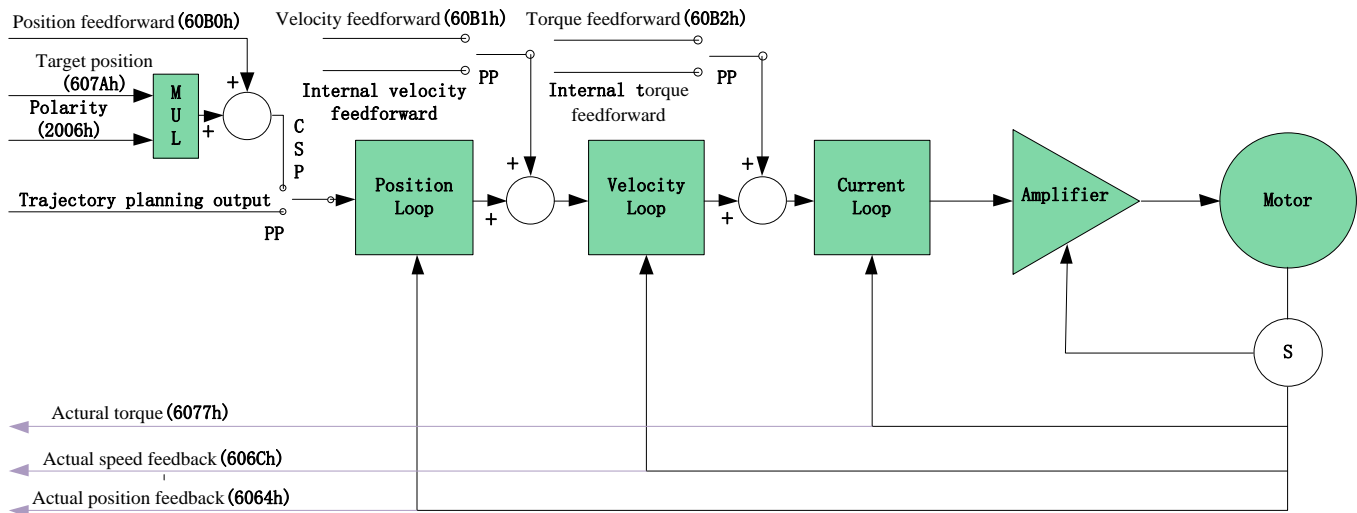 Position feedforward (60B0h)
Velocity feedforward (60B1h)
Torque feedforward (60B2h)
Target position
(607Ah)
Polarity
(2006h)
M
U
L
+
+
C
S
P
PP
Internal velocity
feedforward
PP
Internal torque
feedforward
Trajectory planning output
PP
Position
Loop
+
+
Velocity
Loop
+
+
Current
Loop
Amplifier
Motor
S
Actural torque (6077h)
Actual speed feedback (606Ch)
Actual position feedback (6064h)